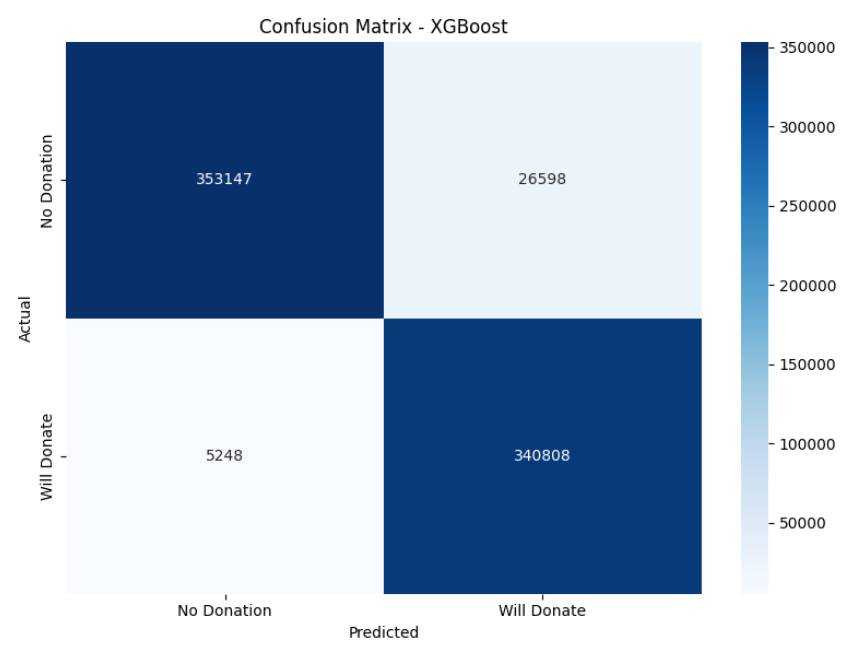 Confusion Matrix - XGBoost
No Donation
Will Donate
Actual
353147
26598
5248
340808
No Donation
Will Donate
Predicted
350000
300000
250000
200000
150000
100000
50000